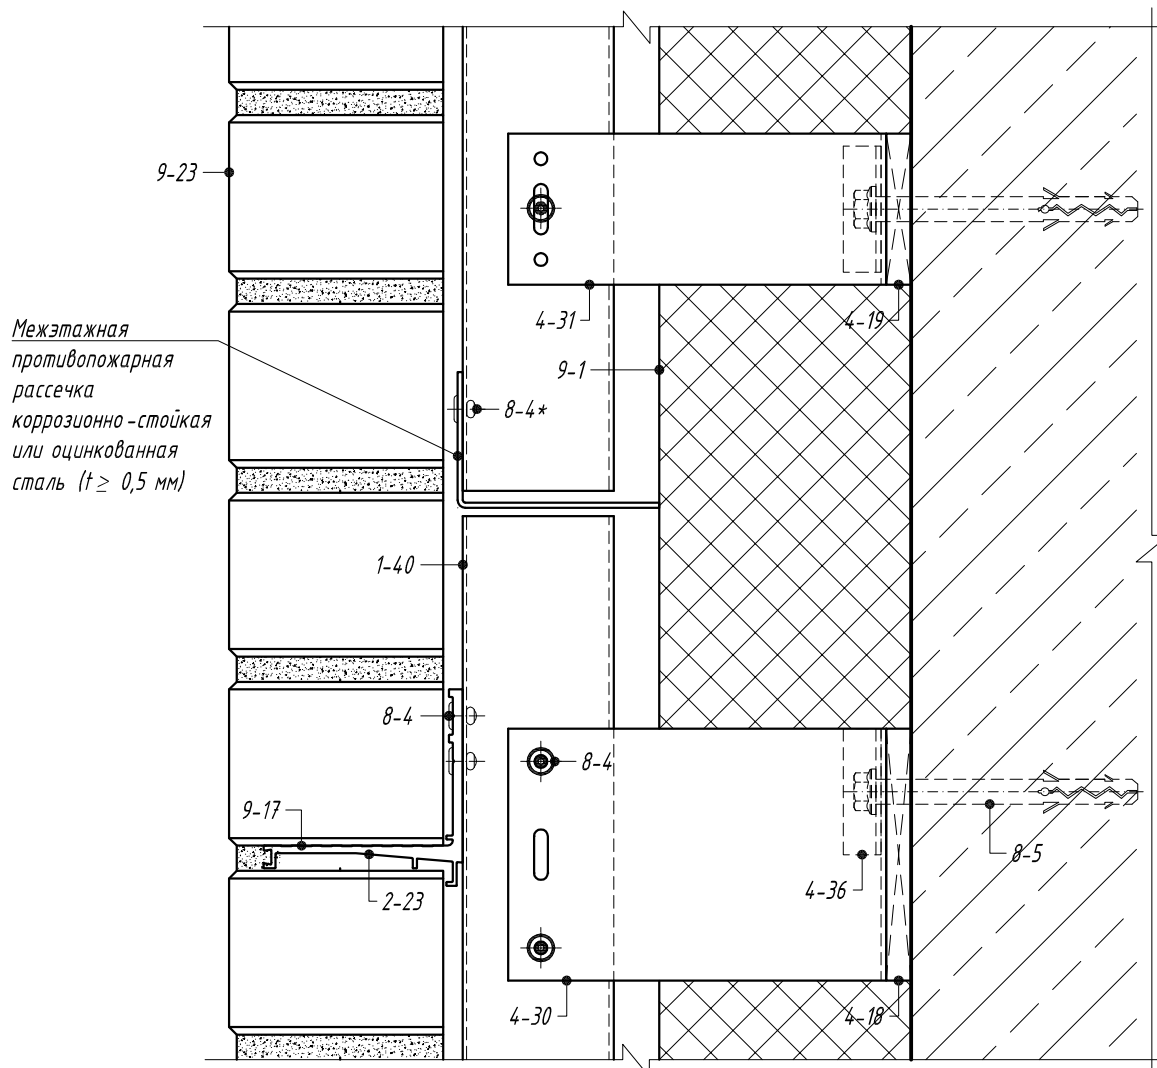 9-23
4-31
4-19
Межэтажная
противопожарная
рассечка
коррозионно-стойкая
или оцинкованная
сталь (t ≥ 0,5 мм)
9-1
8-4*
1-40
8-4
8-4
9-17
8-5
4-36
2-23
4-30
4-18